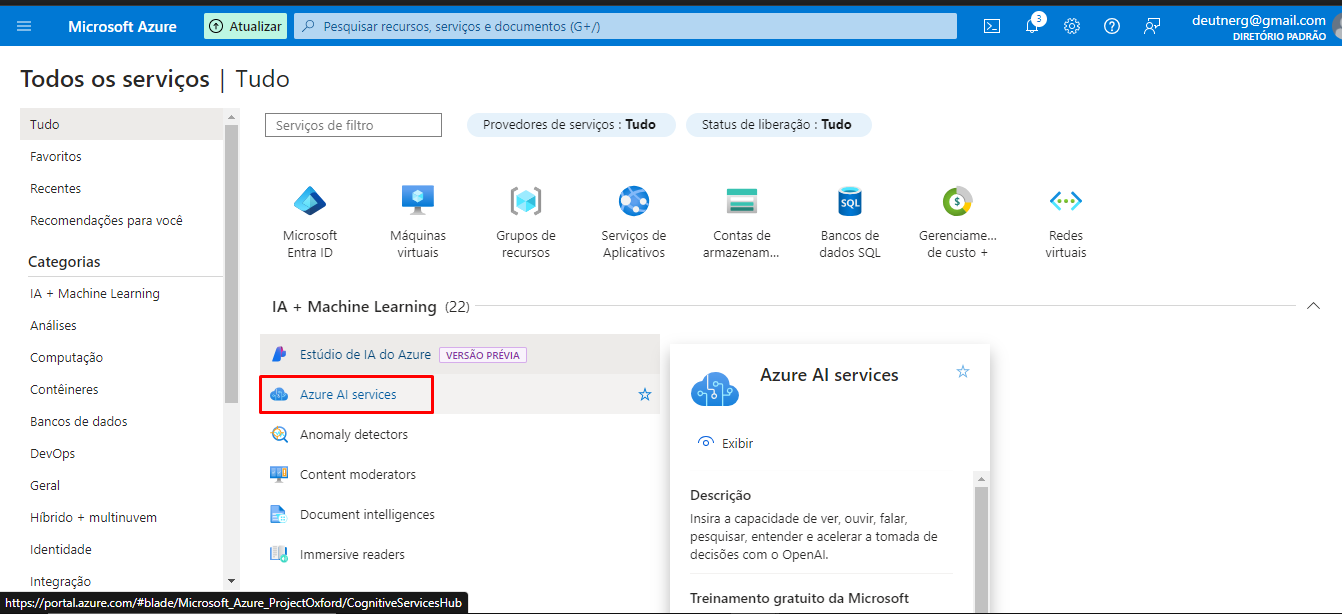 Microsoft Azure
Atualizar
Pesquisar recursos, serviços e documentos (G+/)
3
deutnerg@gmail.com
DIRETÓRIO PADRÃO
Todos os serviços | Tudo
Tudo
Favoritos
Recentes
Recomendações para você
Categorias
IA + Machine Learning
Análises
Computação
Contêineres
Bancos de dados
DevOps
Geral
Híbrido + multinuvem
Identidade
Integração
Serviços de filtro
Provedores de serviços : Tudo
Status de liberação : Tudo
Microsoft
Entra ID
Máquinas
virtuais
Grupos de
recursos
Serviços de
Aplicativos
Contas de
armazenam...
SQL
Bancos de
dados SQL
$
Gerenciame...
de custo +
Redes
virtuais
IA + Machine Learning (22)
Estúdio de IA do Azure VERSÃO PRÉVIA
Azure AI services
Anomaly detectors
Content moderators
Document intelligences
Immersive readers
Azure AI services
Exibir
Descrição
Insira a capacidade de ver, ouvir, falar,
pesquisar, entender e acelerar a tomada de
decisões com o OpenAI.
Treinamento gratuito da Microsoft
https://portal.azure.com/#blade/Microsoft_Azure_ProjectOxford/CognitiveServicesHub